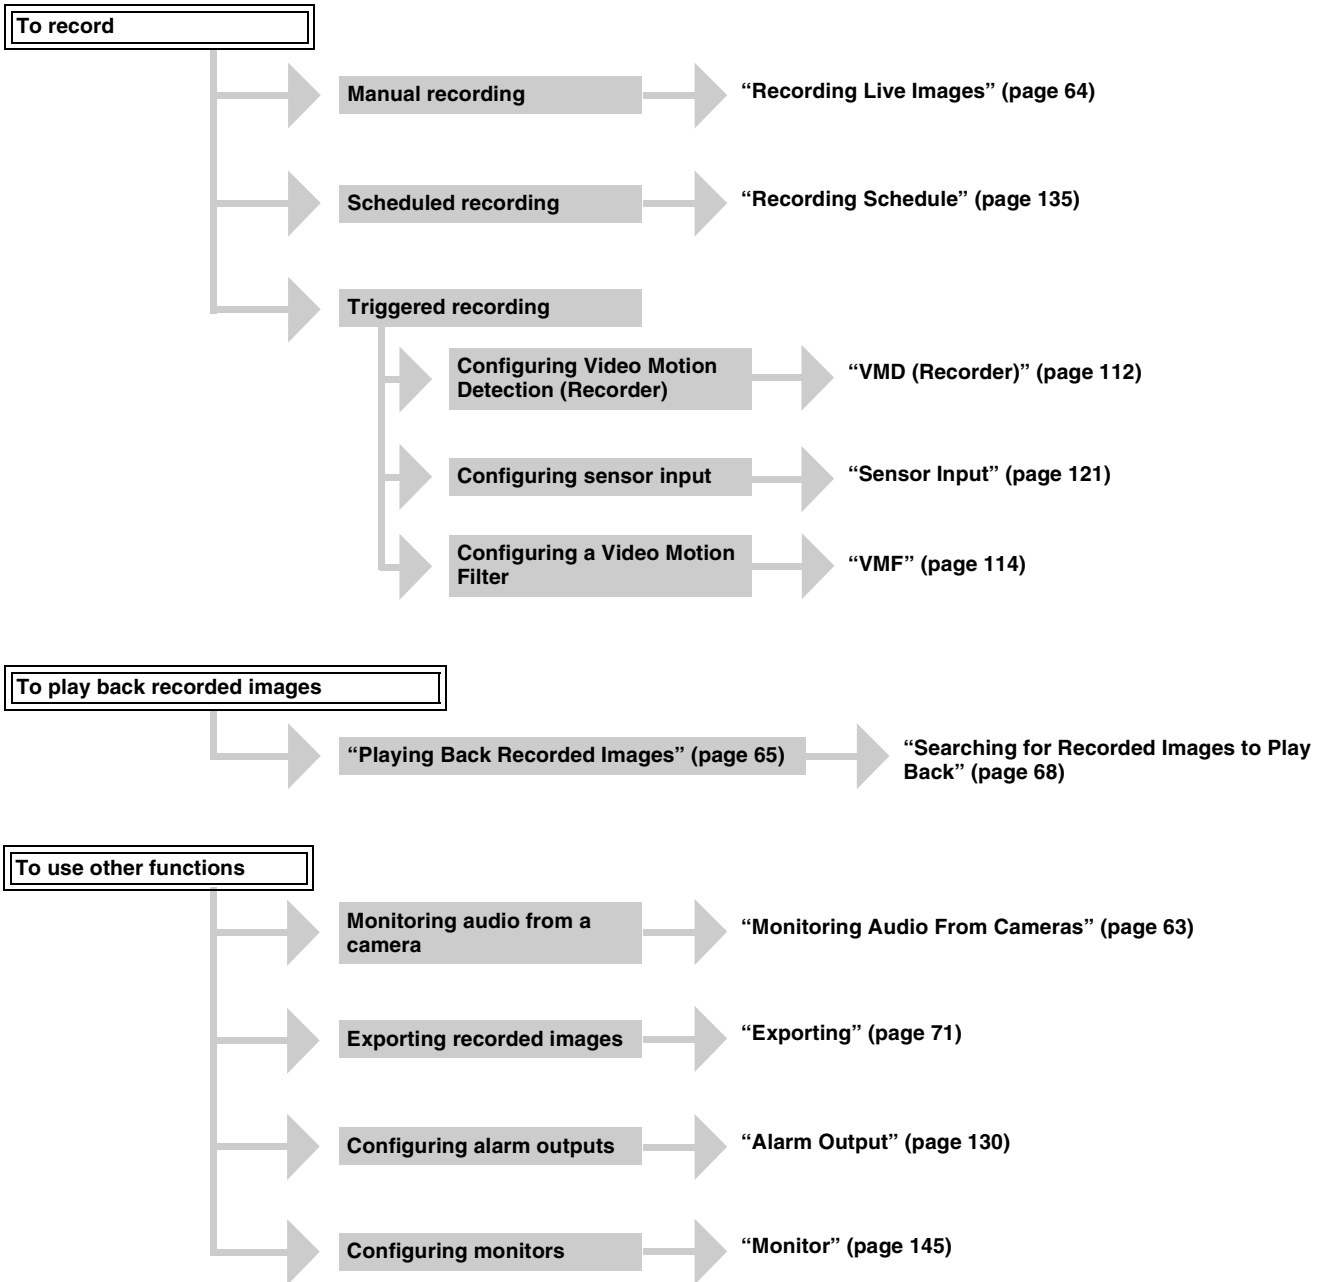 To record
Manual recording
“Recording Live Images” (page 64)
Scheduled recording
“Recording Schedule” (page 135)
Triggered recording
Configuring Video Motion
Detection (Recorder)
“VMD (Recorder)” (page 112)
Configuring sensor input
“Sensor Input” (page 121)
Configuring a Video Motion
Filter
“VMF” (page 114)
To play back recorded images
“Playing Back Recorded Images” (page 65)
“Searching for Recorded Images to Play
Back” (page 68)
To use other functions
Monitoring audio from a
camera
“Monitoring Audio From Cameras” (page 63)
Exporting recorded images
“Exporting” (page 71)
Configuring alarm outputs
“Alarm Output” (page 130)
Configuring monitors
“Monitor” (page 145)